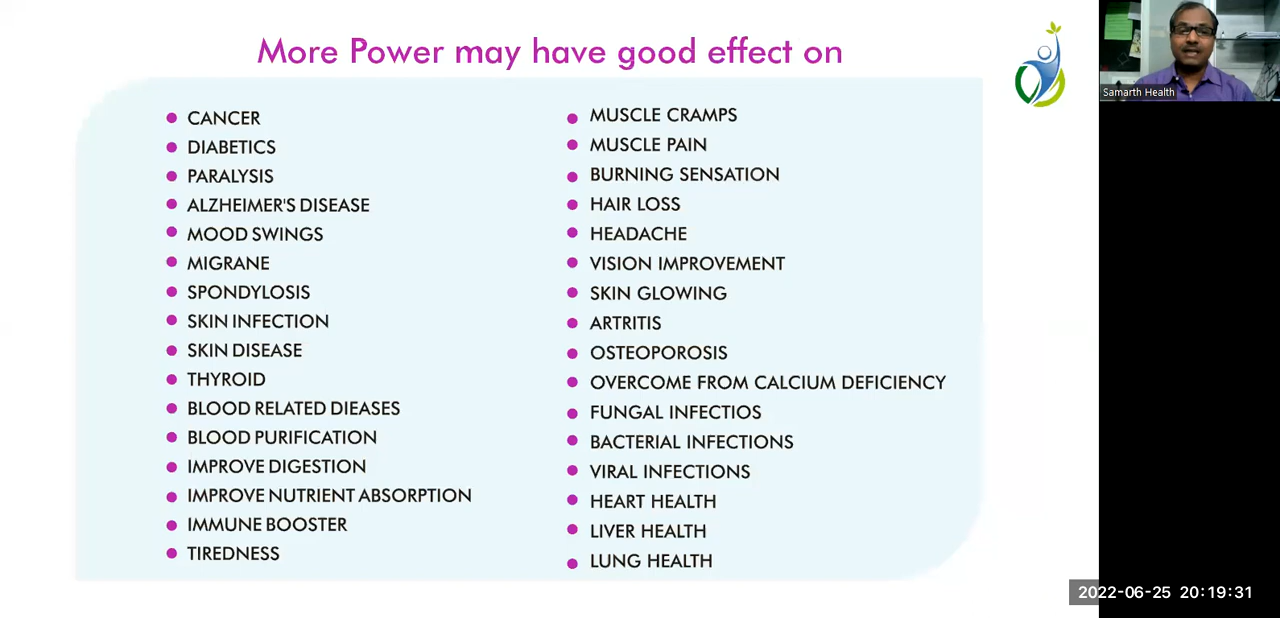 More Power may have good effect on
CANCER
DIABETICS
PARALYSIS
ALZHEIMER'S DISEASE
MOOD SWINGS
MIGRANE
SPONDYLOSIS
SKIN INFECTION
SKIN DISEASE
THYROID
BLOOD RELATED DIEASES
BLOOD PURIFICATION
IMPROVE DIGESTION
IMPROVE NUTRIENT ABSORPTION
IMMUNE BOOSTER
TIREDNESS
MUSCLE CRAMPS
MUSCLE PAIN
BURNING SENSATION
HAIR LOSS
HEADACHE
VISION IMPROVEMENT
SKIN GLOWING
ARTRITIS
OSTEOPOROSIS
OVERCOME FROM CALCIUM DEFICIENCY
FUNGAL INFECTIOS
BACTERIAL INFECTIONS
VIRAL INFECTIONS
HEART HEALTH
LIVER HEALTH
LUNG HEALTH
Samarth Health
2022-06-25 20:19:31